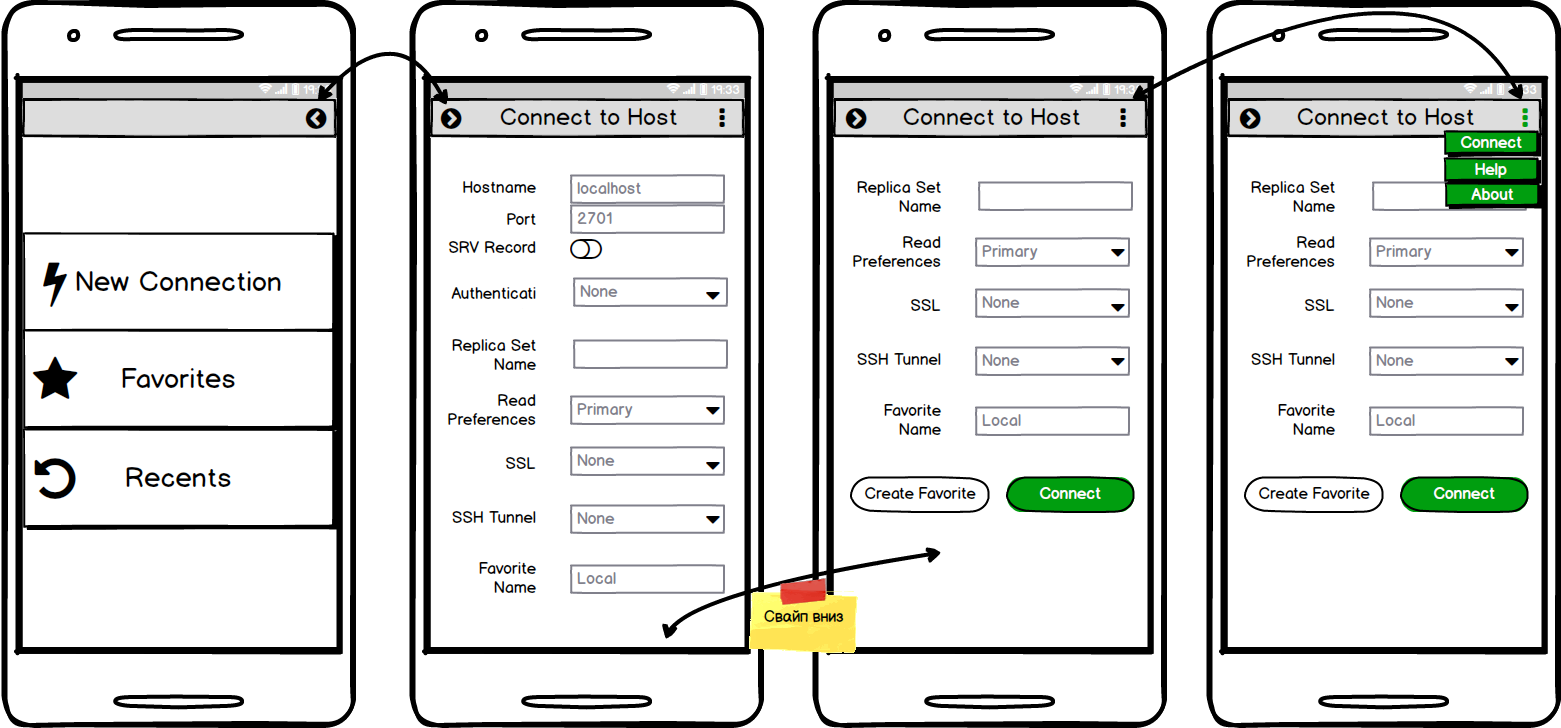 New Connection
Favorites
Recents
19:33
Connect to Host
Hostname
localhost
Port
2701
SRV Record
Authenticati
None
Replica Set
Name
Read
Preferences
Primary
SSL
None
SSH Tunnel
None
Favorite
Name
Local
Свайп вниз
Connect to Host
Replica Set
Name
Read
Preferences
Primary
SSL
None
SSH Tunnel
None
Favorite
Name
Local
Create Favorite
Connect
Connect to Host
Connect
Help
About
Replica Set
Name
Read
Preferences
Primary
SSL
None
SSH Tunnel
None
Favorite
Name
Local
Create Favorite
Connect